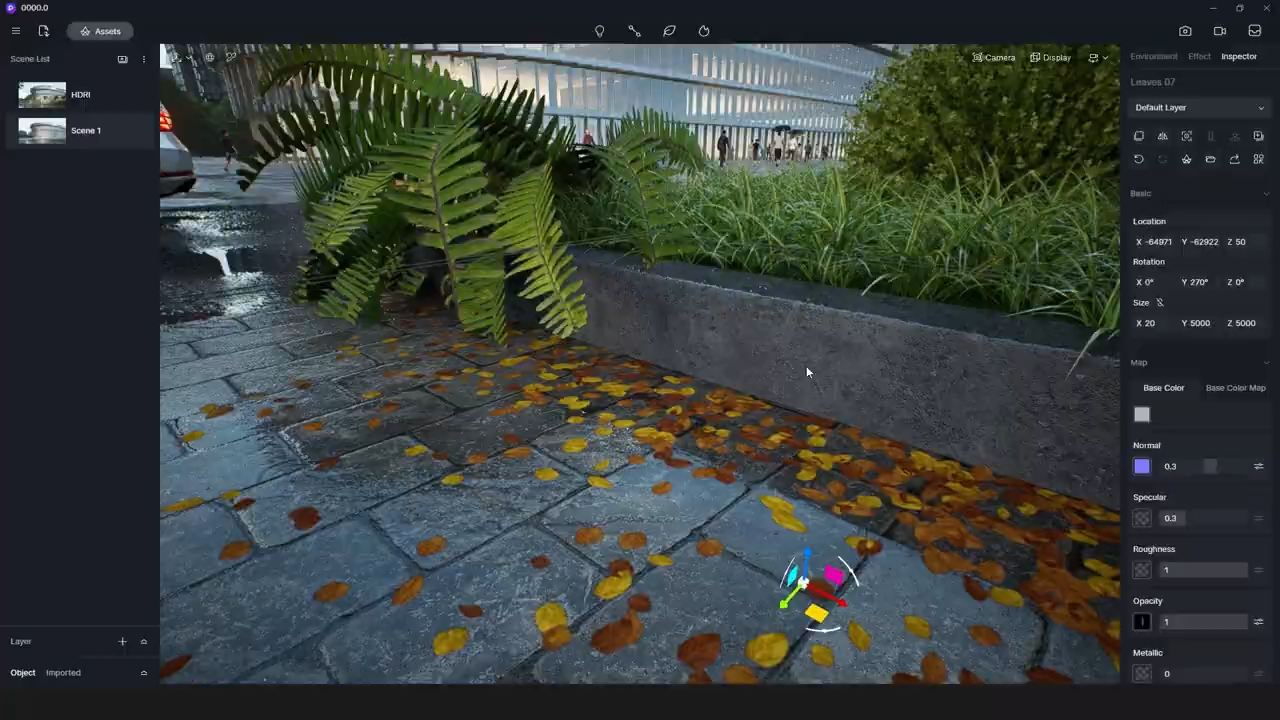 0000.0
Assets
Scene List
HDRI
Scene 1
Layer
Object Imported
Camera Display
Environment Effect Inspector
Leaves 07
Default Layer
Basic
Location
X -64971 Y -62922 Z 50
Rotation
X 0° Y 270° Z 0°
Size
X 20 Y 5000 Z 5000
Map
Base Color Base Color Map
Normal
0.3
Specular
0.3
Roughness
1
Opacity
1
Metallic
0